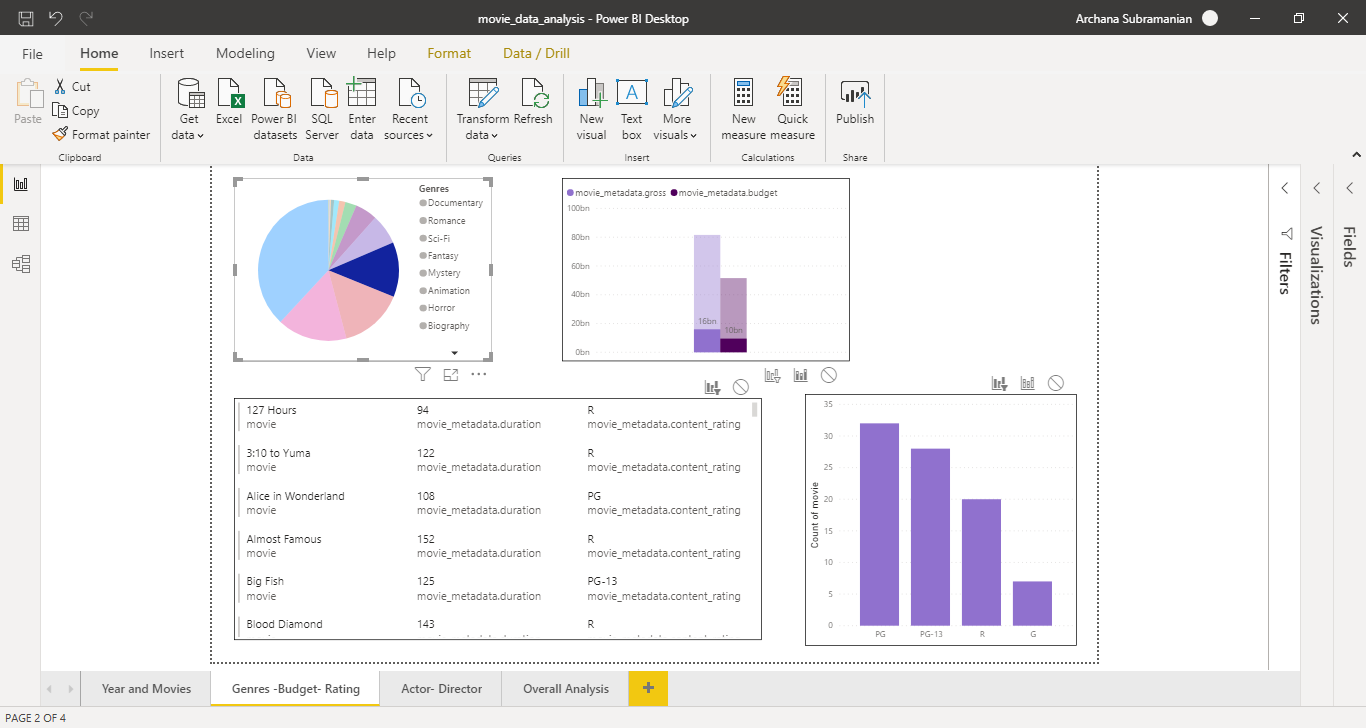 movie_data_analysis - Power BI Desktop
Archana Subramanian
File
Home
Insert
Modeling
View
Help
Format
Data / Drill
Paste
Cut
Copy
Format painter
Clipboard
Get
data
Excel
Power BI
datasets
SQL
Server
Enter
data
Recent
sources
Data
Transform
data
Refresh
Queries
New
visual
Text
box
More
visuals
Insert
New
measure
Quick
measure
Calculations
Publish
Share
Genres
Documentary
Romance
Sci-Fi
Fantasy
Mystery
Animation
Horror
Biography
movie_metadata.gross
movie_metadata.budget
100bn
80bn
60bn
40bn
20bn
0bn
16bn
10bn
127 Hours
94
R
movie
movie_metadata.duration
movie_metadata.content_rating
3:10 to Yuma
122
R
movie
movie_metadata.duration
movie_metadata.content_rating
Alice in Wonderland
108
PG
movie
movie_metadata.duration
movie_metadata.content_rating
Almost Famous
152
R
movie
movie_metadata.duration
movie_metadata.content_rating
Big Fish
125
PG-13
movie
movie_metadata.duration
movie_metadata.content_rating
Blood Diamond
143
R
Count of movie
35
30
25
20
15
10
5
0
PG
PG-13
R
G
Filters
Visualizations
Fields
Year and Movies
Genres -Budget- Rating
Actor- Director
Overall Analysis
PAGE 2 OF 4